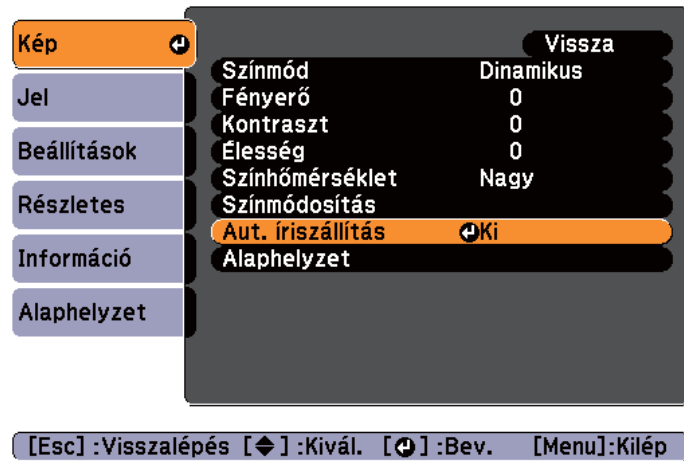 Kép
Jel
Beállítások
Részletes
Információ
Alaphelyzet
Vissza
Színmód Dinamikus
Fényerő 0
Kontraszt 0
Élesség 0
Színhőmérséklet Nagy
Színmódosítás
Aut. íriszállítás Ki
Alaphelyzet
[Esc] :Visszalépés [◆] :Kivál. [⏎] :Bev. [Menu]:Kilép